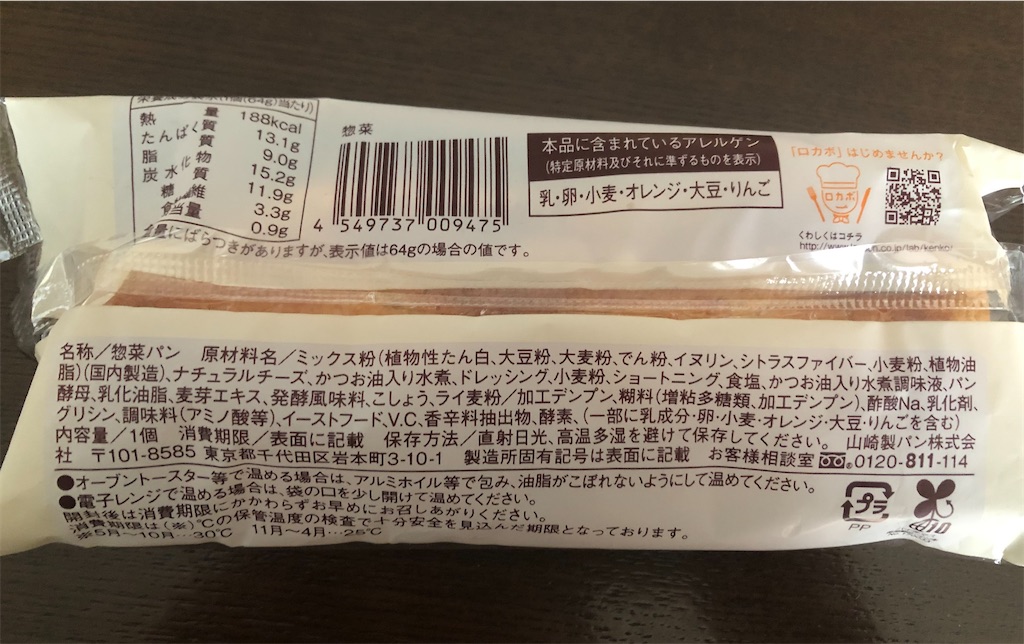 (64g)当たり)
熱量 188kcal
たんぱく質 13.1g
脂質 9.0g
炭水化物 15.2g
糖質 11.9g
維 3.3g
当量 0.9g
量にばらつきがありますが、表示値は64gの場合の値です。
惣菜
4 549737 009475
本品に含まれているアレルゲン
(特定原材料及びそれに準ずるものを表示)
乳・卵・小麦・オレンジ・大豆・りんご
「ロカボ」はじめませんか?
ロカボ
くわしくはコチラ
名称/惣菜パン 原材料名/ミックス粉(植物性たん白、大豆粉、大麦粉、でん粉、イヌリン、シトラスファイバー、小麦粉、植物油
脂)(国内製造)、ナチュラルチーズ、かつお油入り水煮、ドレッシング、小麦粉、ショートニング、食塩、かつお油入り水煮調味液、パン
酵母、乳化油脂、麦芽エキス、発酵風味料、こしょう、ライ麦粉/加工デンプン、糊料(増粘多糖類、加工デンプン)、酢酸Na、乳化剤、
グリシン、調味料(アミノ酸等)、イーストフード、V.C、香辛料抽出物、酵素、(一部に乳成分・卵・小麦・オレンジ・大豆・りんごを含む)
内容量/1個 消費期限/表面に記載 保存方法/直射日光、高温多湿を避けて保存してください。 山崎製パン株式会
社 〒101-8585 東京都千代田区岩本町3-10-1 製造所固有記号は表面に記載 お客様相談室 0120-811-114
●オーブントースター等で温める場合は、アルミホイル等で包み、油脂がこぼれないようにして温めてください。
●電子レンジで温める場合は、袋の口を少し開けて温めてください。
開封後は消費期限にかかわらずお早めにお召しあがりください。
消費期限は(※)℃の保管温度の検査で十分安全を見込んだ期限となっております。
※5月〜10月…30℃ 11月〜4月…25℃
プラ
PP